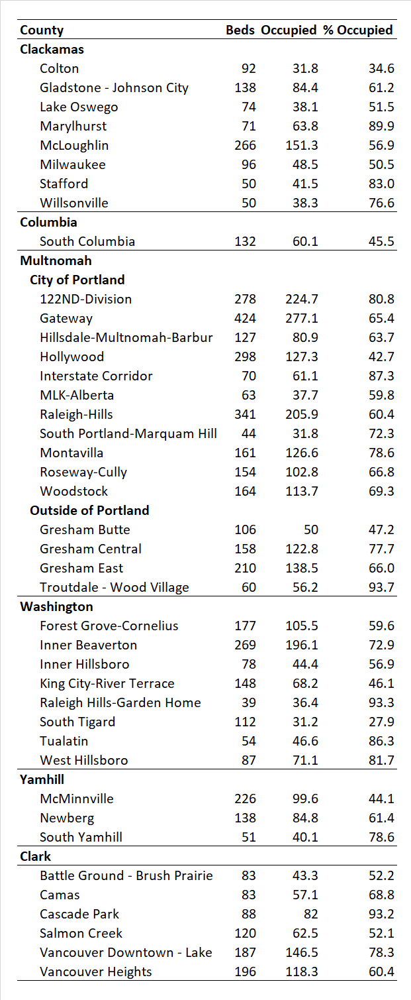 County Beds Occupied % Occupied
Clackamas
Colton 92 31.8 34.6
Gladstone - Johnson City 138 84.4 61.2
Lake Oswego 74 38.1 51.5
Marylhurst 71 63.8 89.9
McLoughlin 266 151.3 56.9
Milwaukee 96 48.5 50.5
Stafford 50 41.5 83.0
Willsonville 50 38.3 76.6
Columbia
South Columbia 132 60.1 45.5
Multnomah
City of Portland
122ND-Division 278 224.7 80.8
Gateway 424 277.1 65.4
Hillsdale-Multnomah-Barbur 127 80.9 63.7
Hollywood 298 127.3 42.7
Interstate Corridor 70 61.1 87.3
MLK-Alberta 63 37.7 59.8
Raleigh-Hills 341 205.9 60.4
South Portland-Marquam Hill 44 31.8 72.3
Montavilla 161 126.6 78.6
Roseway-Cully 154 102.8 66.8
Woodstock 164 113.7 69.3
Outside of Portland
Gresham Butte 106 50 47.2
Gresham Central 158 122.8 77.7
Gresham East 210 138.5 66.0
Troutdale - Wood Village 60 56.2 93.7
Washington
Forest Grove-Cornelius 177 105.5 59.6
Inner Beaverton 269 196.1 72.9
Inner Hillsboro 78 44.4 56.9
King City-River Terrace 148 68.2 46.1
Raleigh Hills-Garden Home 39 36.4 93.3
South Tigard 112 31.2 27.9
Tualatin 54 46.6 86.3
West Hillsboro 87 71.1 81.7
Yamhill
McMinnville 226 99.6 44.1
Newberg 138 84.8 61.4
South Yamhill 51 40.1 78.6
Clark
Battle Ground - Brush Prairie 83 43.3 52.2
Camas 83 57.1 68.8
Cascade Park 88 82 93.2
Salmon Creek 120 62.5 52.1
Vancouver Downtown - Lake 187 146.5 78.3
Vancouver Heights 196 118.3 60.4